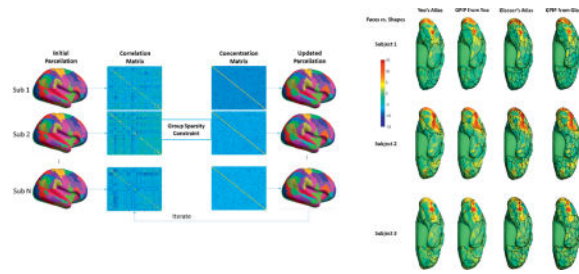 Initial
Parcellation
Correlation
Matrix
Concentration
Matrix
Updated
Parcellation
Sub 1
Sub 2
Sub N
Group Sparsity
Constraint
Iterate
Faces vs. Shapes
Yeo's Atlas
GPIP from Yeo
Glasser's Atlas
GPIP from
Subject 1
Subject 2
Subject 3